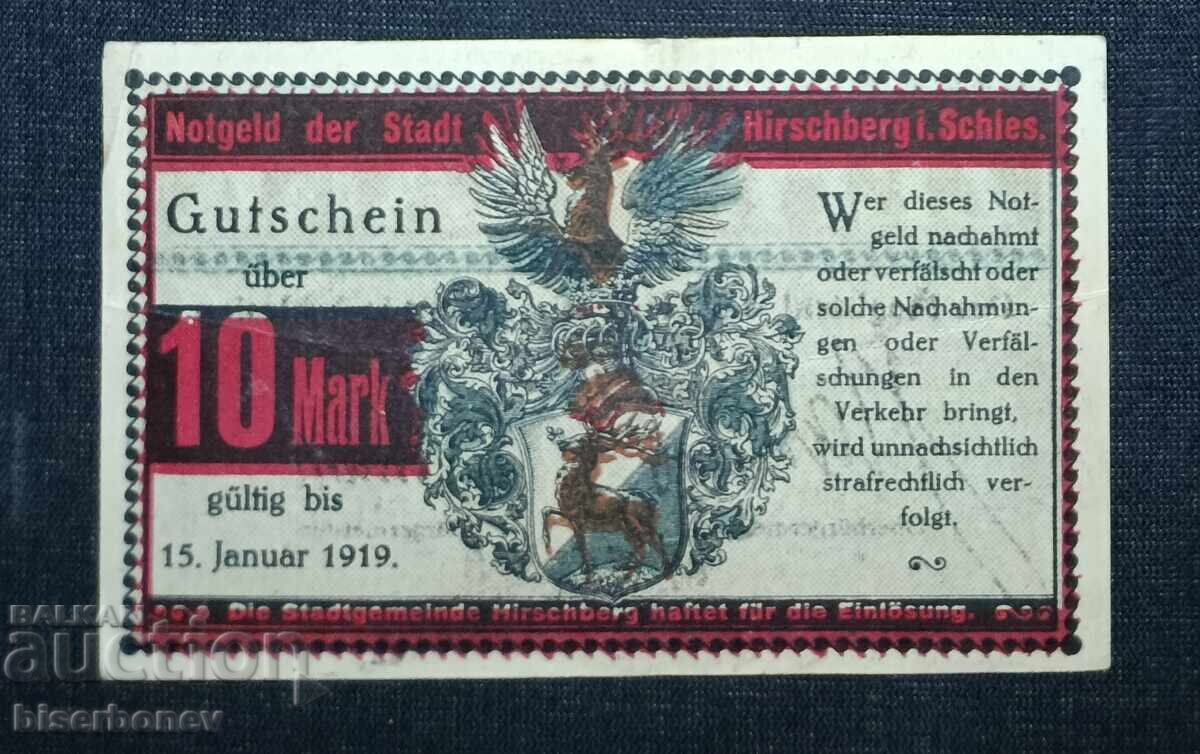 Notgeld der Stadt Hirschberg i. Schles.
Gutschein
über
10 Mark
gültig bis
15. Januar 1919.
Wer dieses Not-
geld nachahmt
oder verfälscht oder
solche Nachahmun-
gen oder Verfäl-
schungen in den
Verkehr bringt,
wird unnachsichtlich
strafrechtlich ver-
folgt.
Die Stadtgemeinde Hirschberg haftet für die Einlösung.
BALKAN
auction
biserbonev